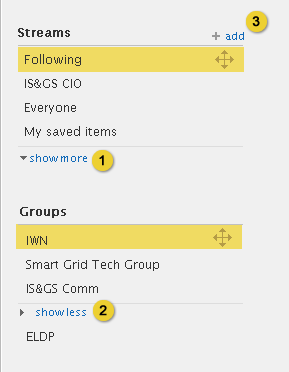 Streams
+ add 3
Following
IS&GS CIO
Everyone
My saved items
show more 1
Groups
IWN
Smart Grid Tech Group
IS&GS Comm
show less 2
ELDP